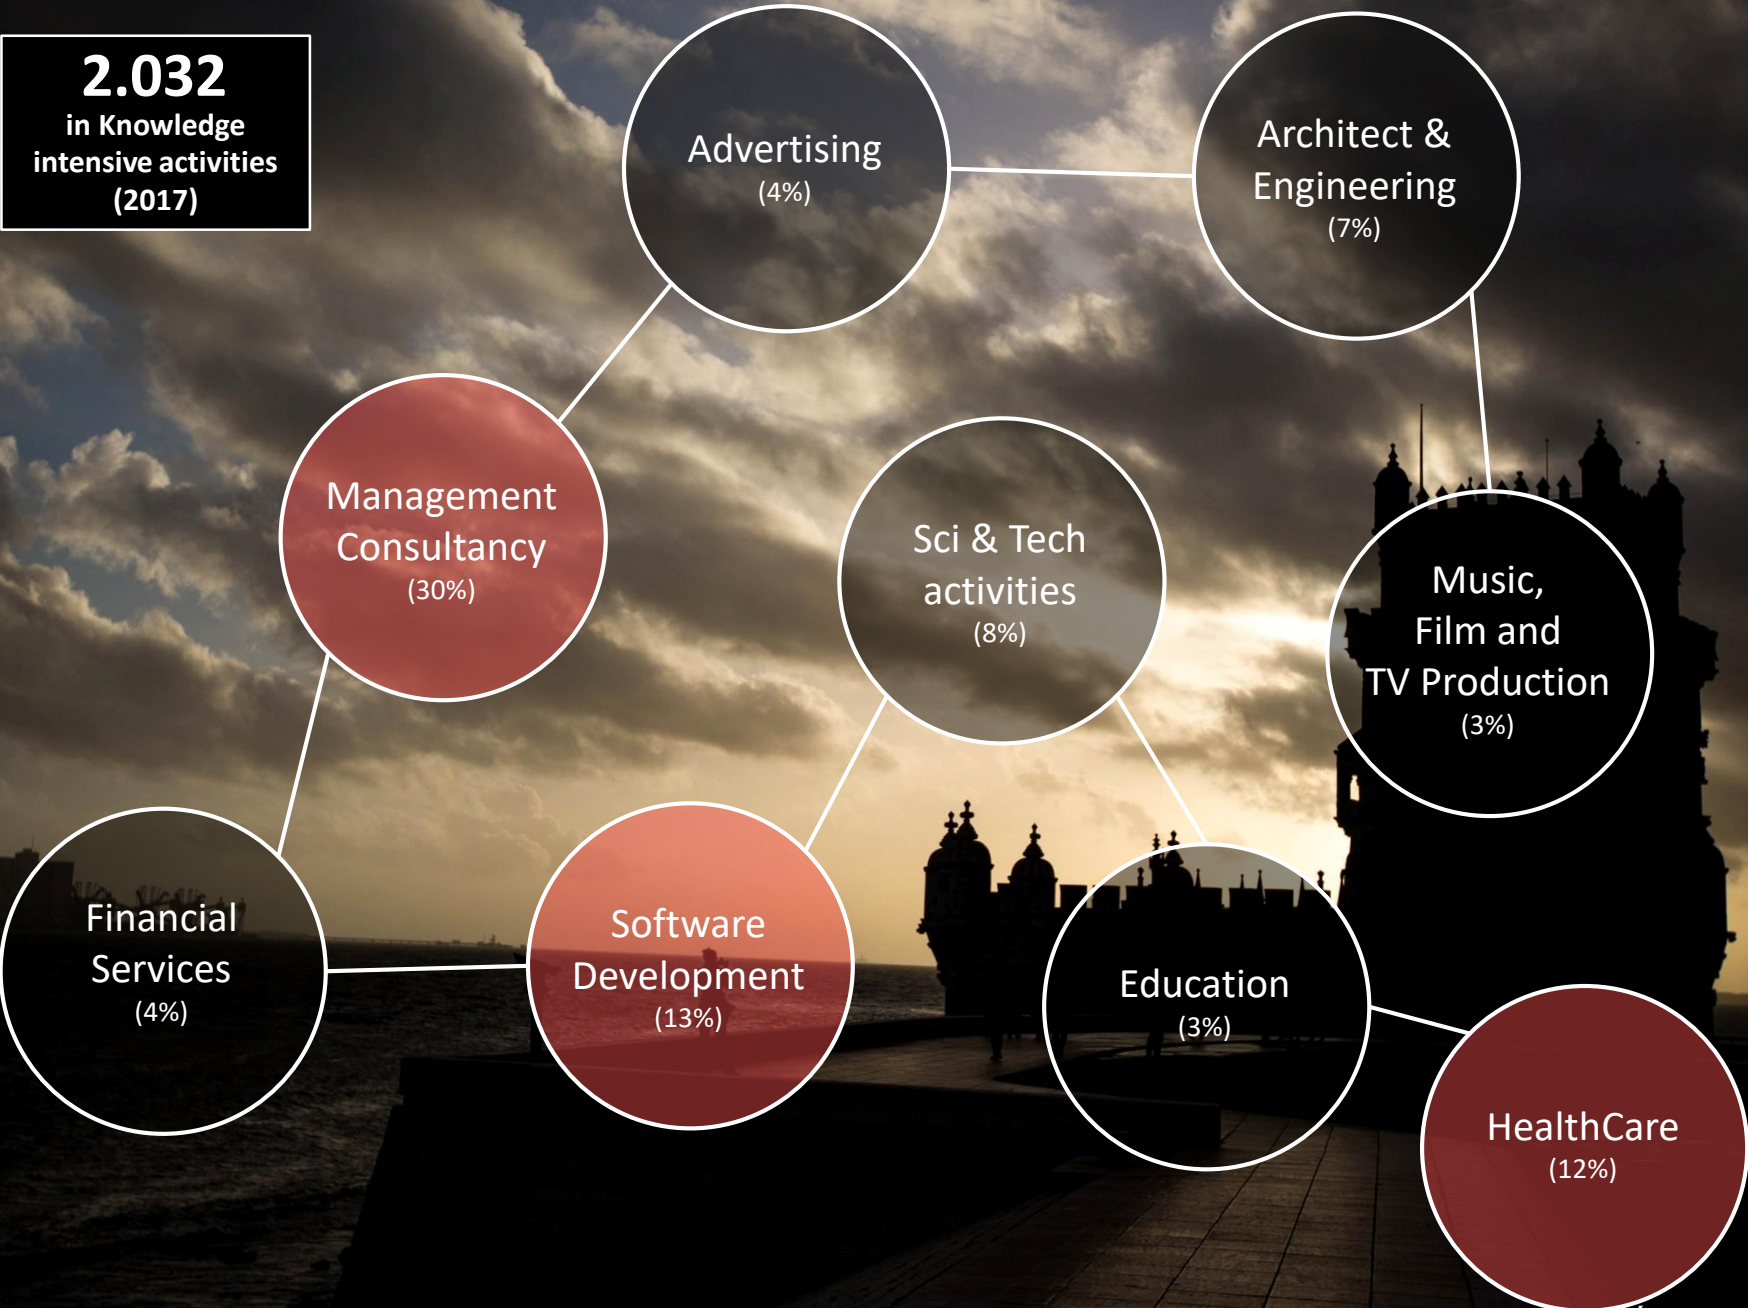 2.032
in Knowledge
intensive activities
(2017)
Advertising
(4%)
Architect &
Engineering
(7%)
Management
Consultancy
(30%)
Sci & Tech
activities
(8%)
Music,
Film and
TV Production
(3%)
Financial
Services
(4%)
Software
Development
(13%)
Education
(3%)
HealthCare
(12%)